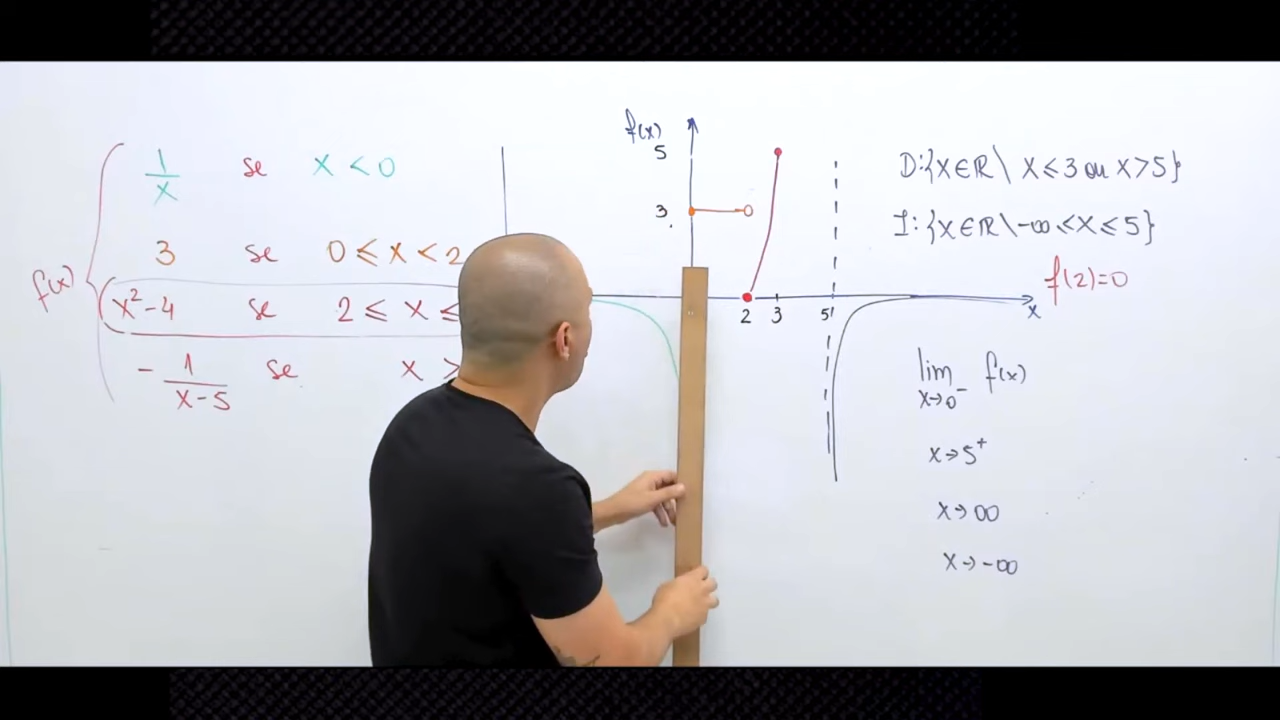 f(x)
1/x se x < 0
3 se 0 ≤ x < 2
x²-4 se 2 ≤ x ≤
- 1/(x-5) se x >
f(x)
5
3
2 3 5
x
D:{x∈ℝ \ x ≤ 3 ou x > 5}
I:{x∈ℝ \ -∞ < x ≤ 5}
f(2)=0
lim f(x)
x→0⁻
x→5⁺
x→∞
x→-∞